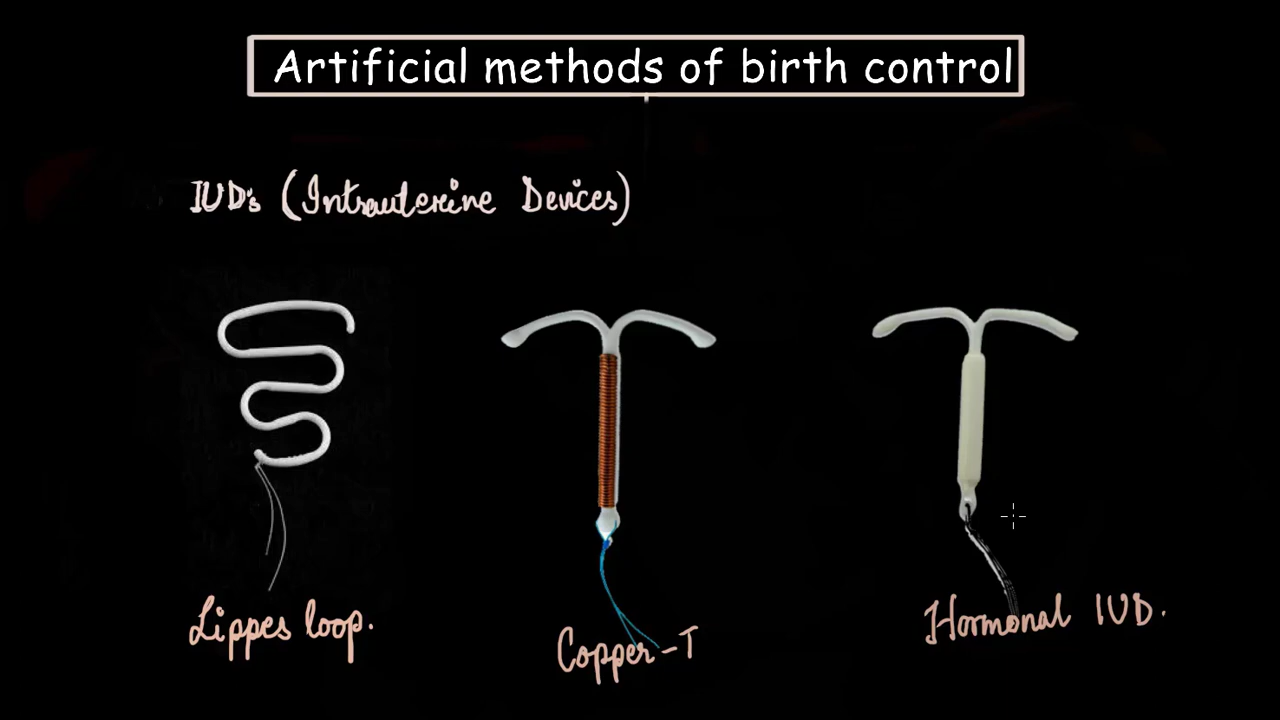 Artificial methods of birth control
IUD's (Intrauterine Devices)
Lippes loop.
Copper-T
Hormonal IUD.